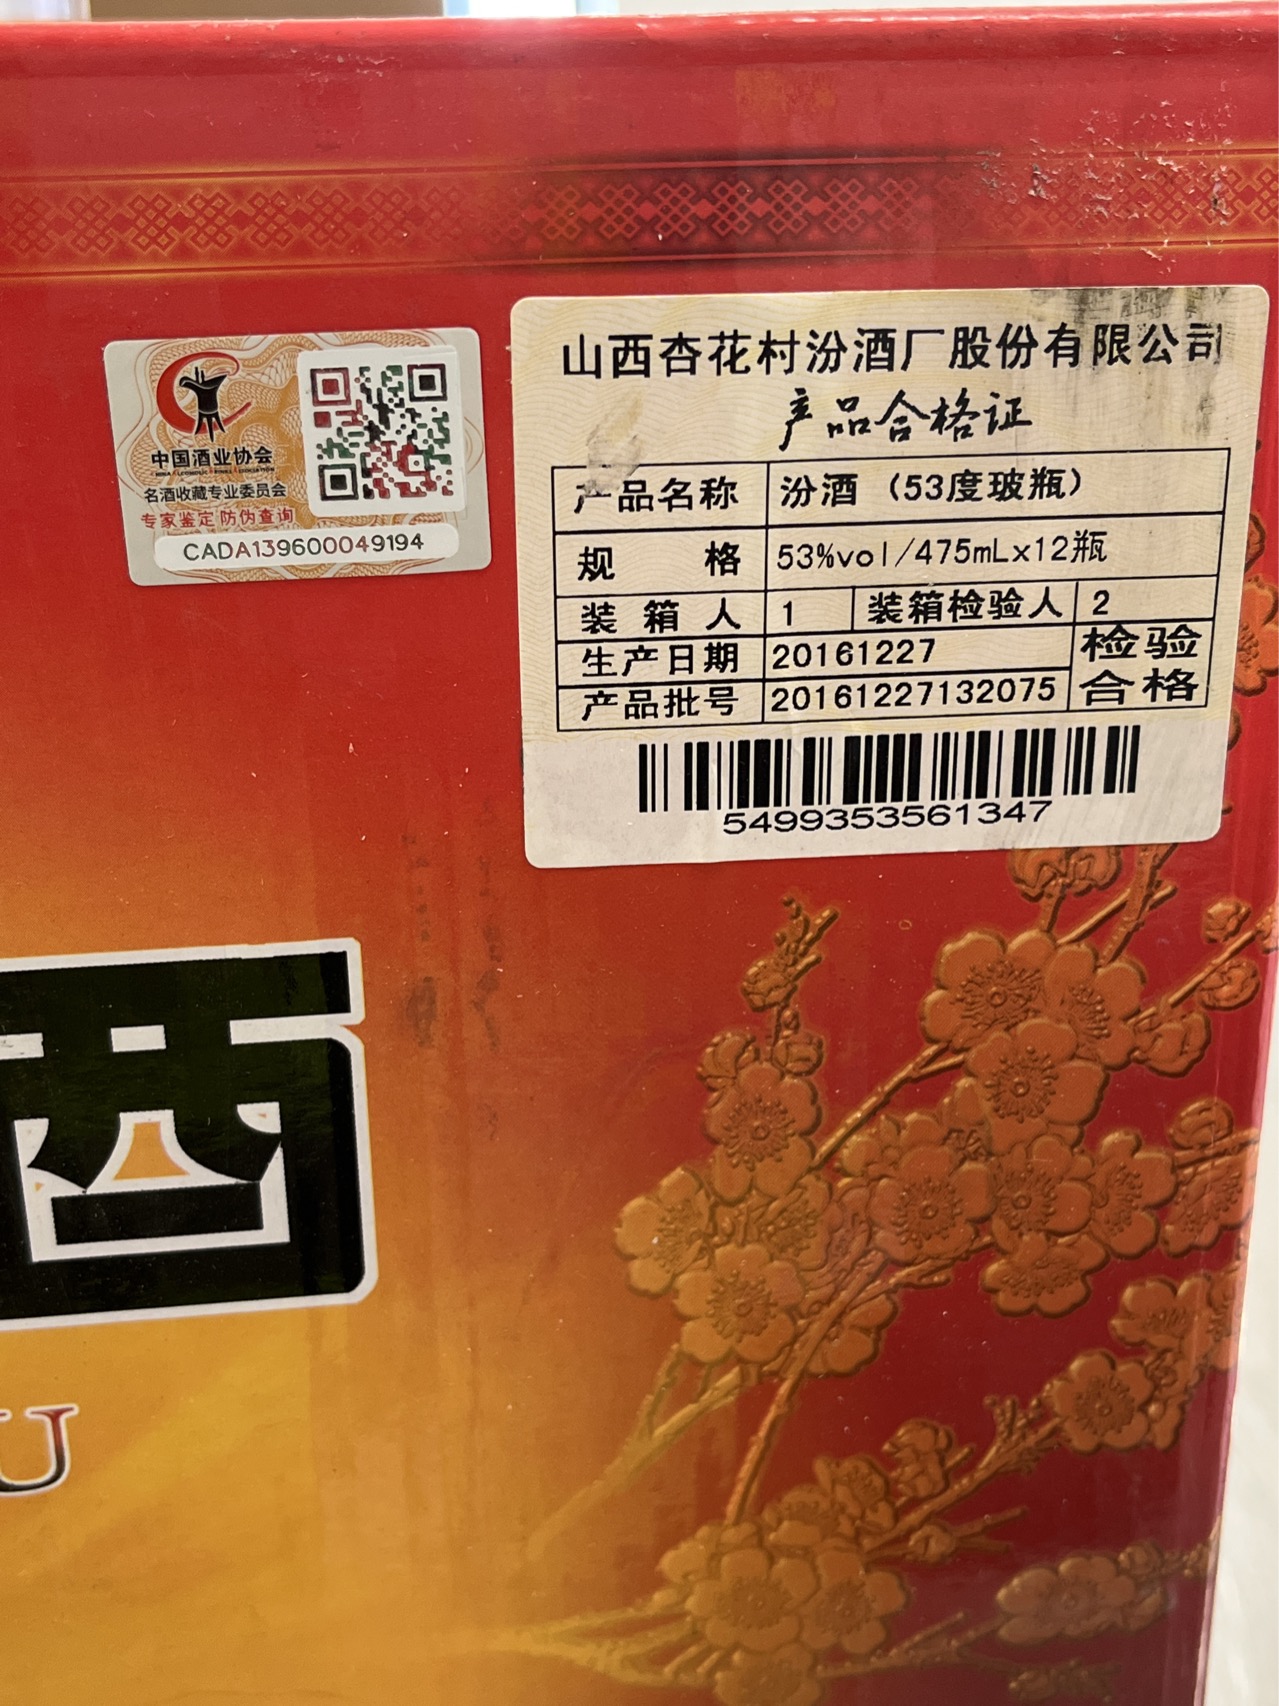 山西杏花村汾酒厂股份有限公司
产品合格证
产品名称 汾酒（53度玻瓶）
规 格 53%vol/475mLx12瓶
装 箱 人 1 装箱检验人 2
生产日期 20161227 检验
产品批号 20161227132075 合格
5499353561347
中国酒业协会
CHINA ALCOHOLIC DRINKS ASSOCIATION
名酒收藏专业委员会
专家鉴定 防伪查询
CADA139600049194
U